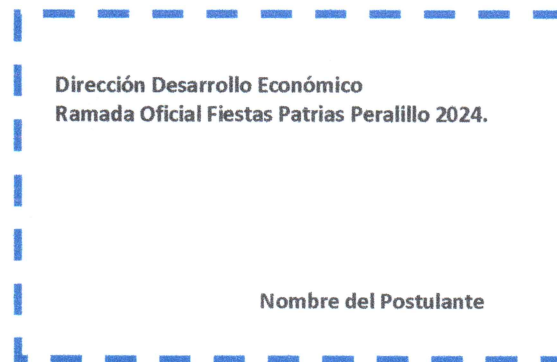 Dirección Desarrollo Económico
Ramada Oficial Fiestas Patrias Peralillo 2024.
Nombre del Postulante